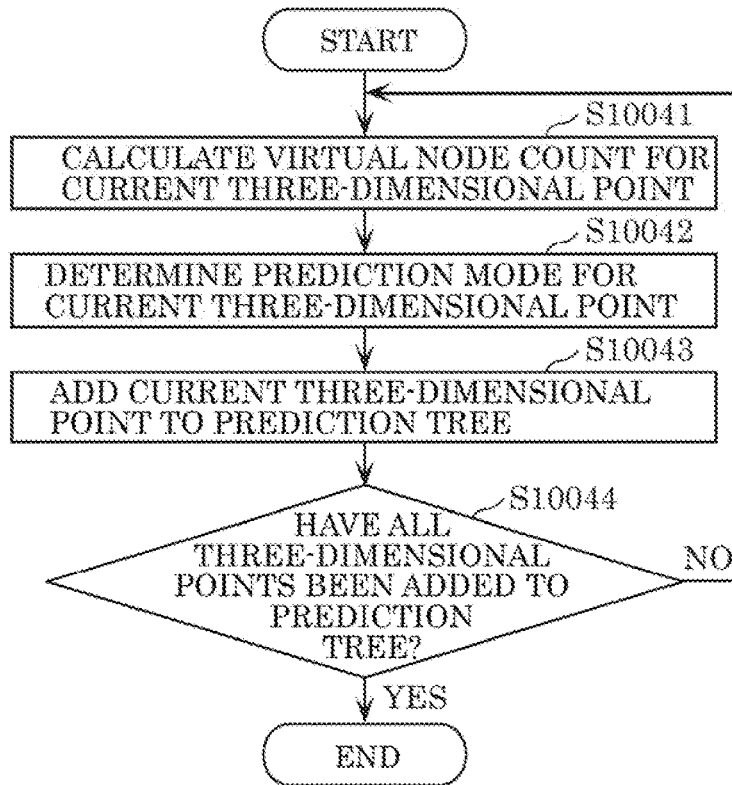 START
S10041
CALCULATE VIRTUAL NODE COUNT FOR
CURRENT THREE-DIMENSIONAL POINT
S10042
DETERMINE PREDICTION MODE FOR
CURRENT THREE-DIMENSIONAL POINT
S10043
ADD CURRENT THREE-DIMENSIONAL
POINT TO PREDICTION TREE
S10044
HAVE ALL
THREE-DIMENSIONAL
POINTS BEEN ADDED TO
PREDICTION
TREE?
NO
YES
END